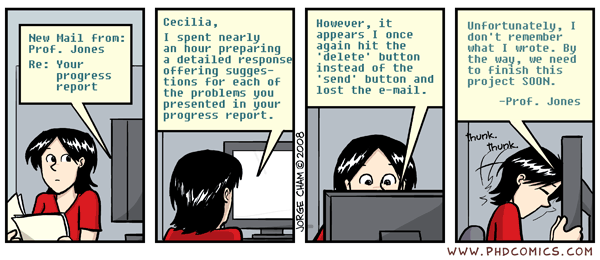 New Mail from:
Prof. Jones
Re: Your
progress
report
Cecilia,
I spent nearly
an hour preparing
a detailed response
offering sugges-
tions for each of
the problems you
presented in your
progress report.
JORGE CHAM © 2008
However, it
appears I once
again hit the
'delete' button
instead of the
'send' button and
lost the e-mail.
Unfortunately, I
don't remember
what I wrote. By
the way, we need
to finish this
project SOON.
-Prof. Jones
thunk.
thunk.
WWW.PHDCOMICS.COM